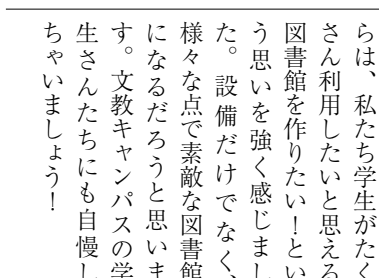 らは、私たち学生がたく
さん利用したいと思える
図書館を作りたい！とい
う思いを強く感じまし
た。設備だけでなく、
様々な点で素敵な図書館
になるだろうと思いま
す。文教キャンパスの学
生さんたちにも自慢し
ちゃいましょう！